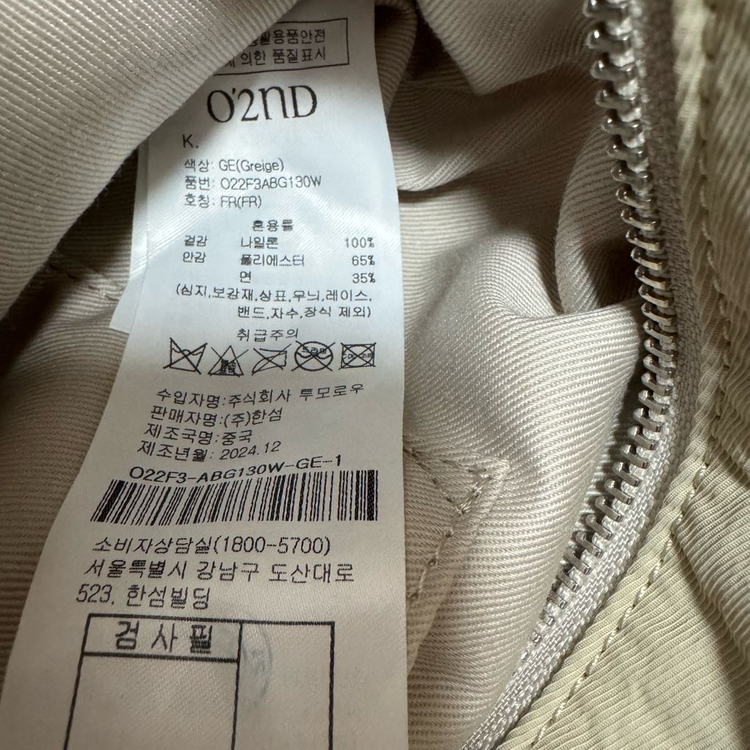 활용품안전
의한 품질표시
O'2ND
K.
색상: GE(Greige)
품번: O22F3ABG130W
호칭: FR(FR)
혼용률
겉감 나일론 100%
안감 폴리에스터 65%
면 35%
(심지,보강재,상표,무늬,레이스,
밴드,자수,장식 제외)
취급주의
수입자명:주식회사 투모로우
판매자명:(주)한섬
제조국명:중국
제조년월: 2024.12
O22F3-ABG130W-GE-1
소비자상담실(1800-5700)
서울특별시 강남구 도산대로
523, 한섬빌딩
검사필